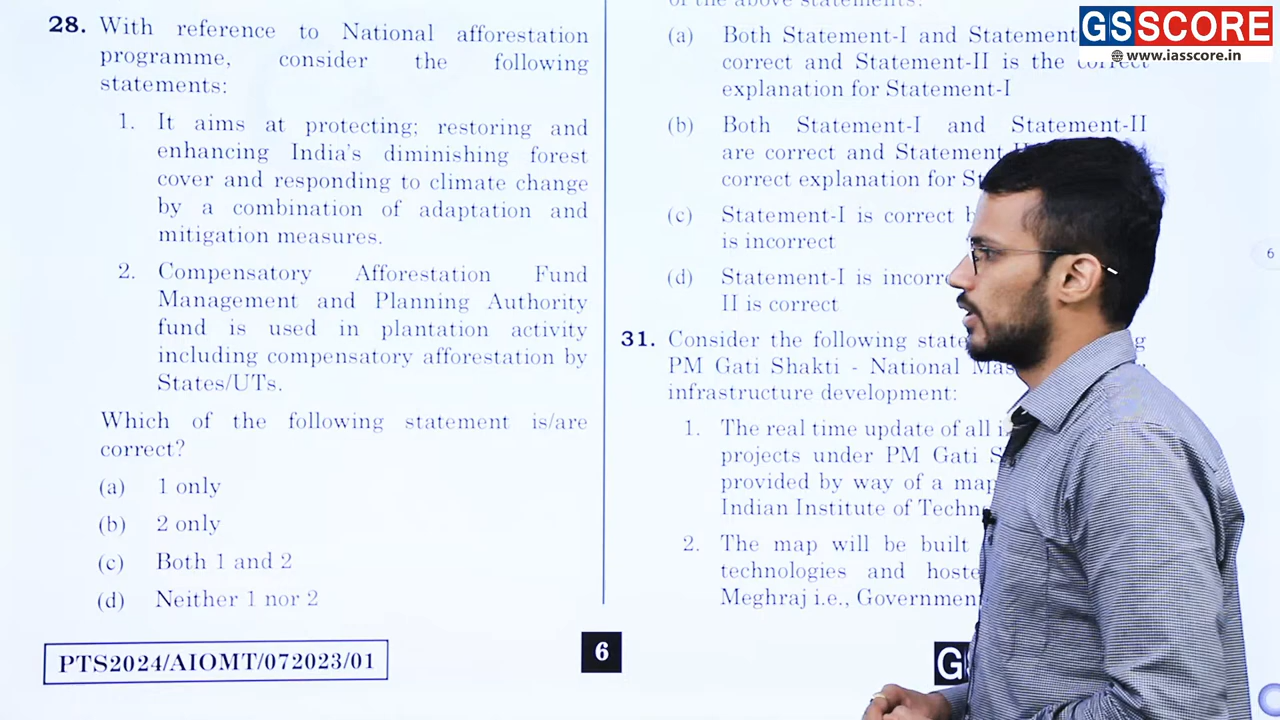 28. With reference to National afforestation
programme, consider the following
statements:
1. It aims at protecting; restoring and
enhancing India's diminishing forest
cover and responding to climate change
by a combination of adaptation and
mitigation measures.
2. Compensatory Afforestation Fund
Management and Planning Authority
fund is used in plantation activity
including compensatory afforestation by
States/UTs.
Which of the following statement is/are
correct?
(a) 1 only
(b) 2 only
(c) Both 1 and 2
(d) Neither 1 nor 2
PTS2024/AIOMT/072023/01
6
of the above statements?
(a) Both Statement-I and Statement
correct and Statement-II is the correct
explanation for Statement-I
(b) Both Statement-I and Statement-II
are correct and Statement
correct explanation for
(c) Statement-I is correct
is incorrect
(d) Statement-I is
II is correct
31. Consider the following
PM Gati Shakti - National
infrastructure development:
1. The real time update of all
projects under PM Gati
provided by way of a map
Indian Institute of
2. The map will be built
technologies and
Meghraj i.e.,
GSSCORE
www.iasscore.in
6